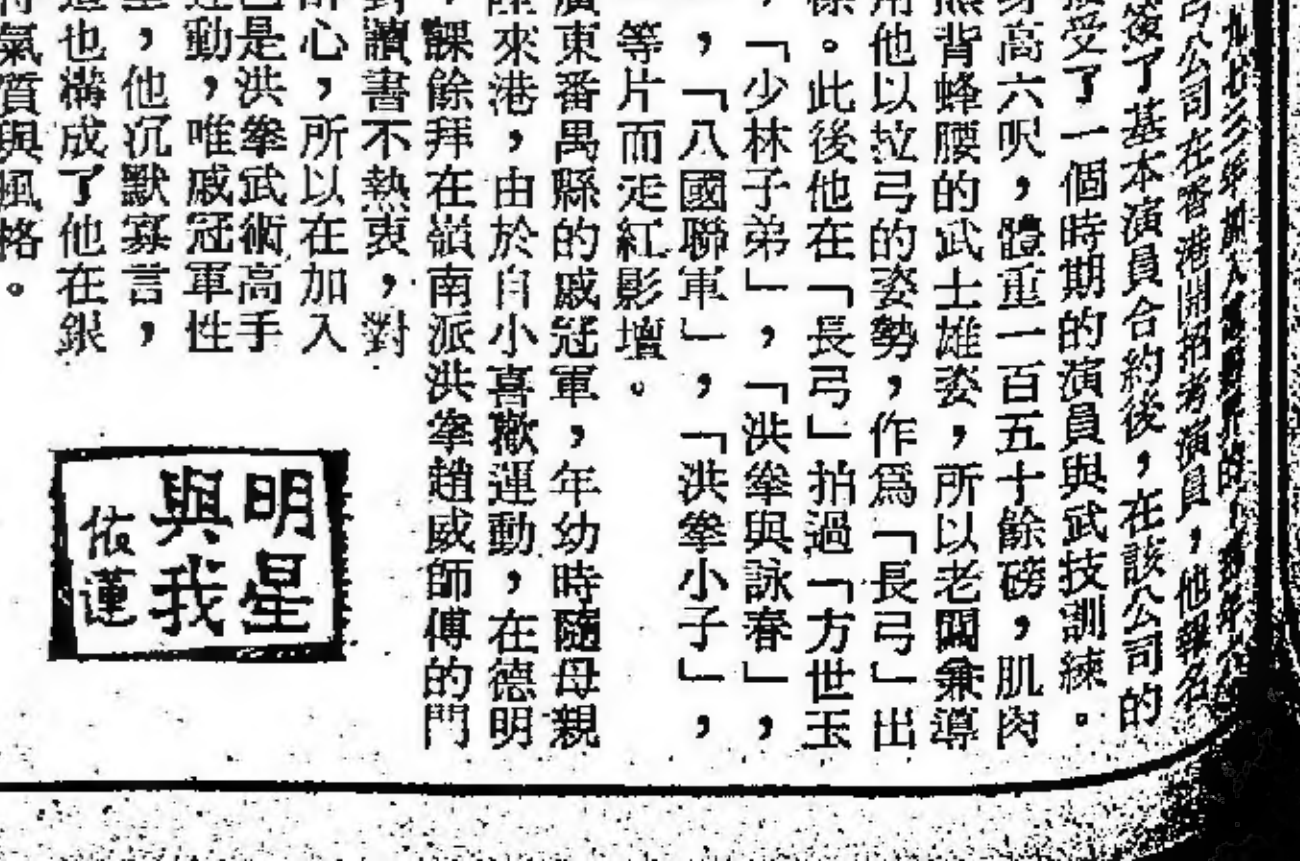 弓公司在香港開招考演員，他報名
簽了基本演員合約後，在該公司的
接受了一個時期的演員與武技訓練。
身高六呎，體重一百五十餘磅，肌肉
熊背蜂腰的武士雄姿，所以老闆兼導
用他以拉弓的姿勢，作爲「長弓」出
。此後他在「長弓」拍過「方世玉
，「少林子弟」，「洪拳與詠春」，
，「八國聯軍」，「洪拳小子」，
等片而走紅影壇。
廣東番禺縣的戚冠軍，年幼時隨母親
來港，由於自小喜歡運動，在德明
，課餘拜在嶺南派洪拳趙威師傅的門
對讀書不熱衷，對
心，所以在加入
是洪拳武術高手
運動，唯戚冠軍性
，他沉默寡言，
這也溝成了他在銀
氣質與風格。
明星
與我
依蓮